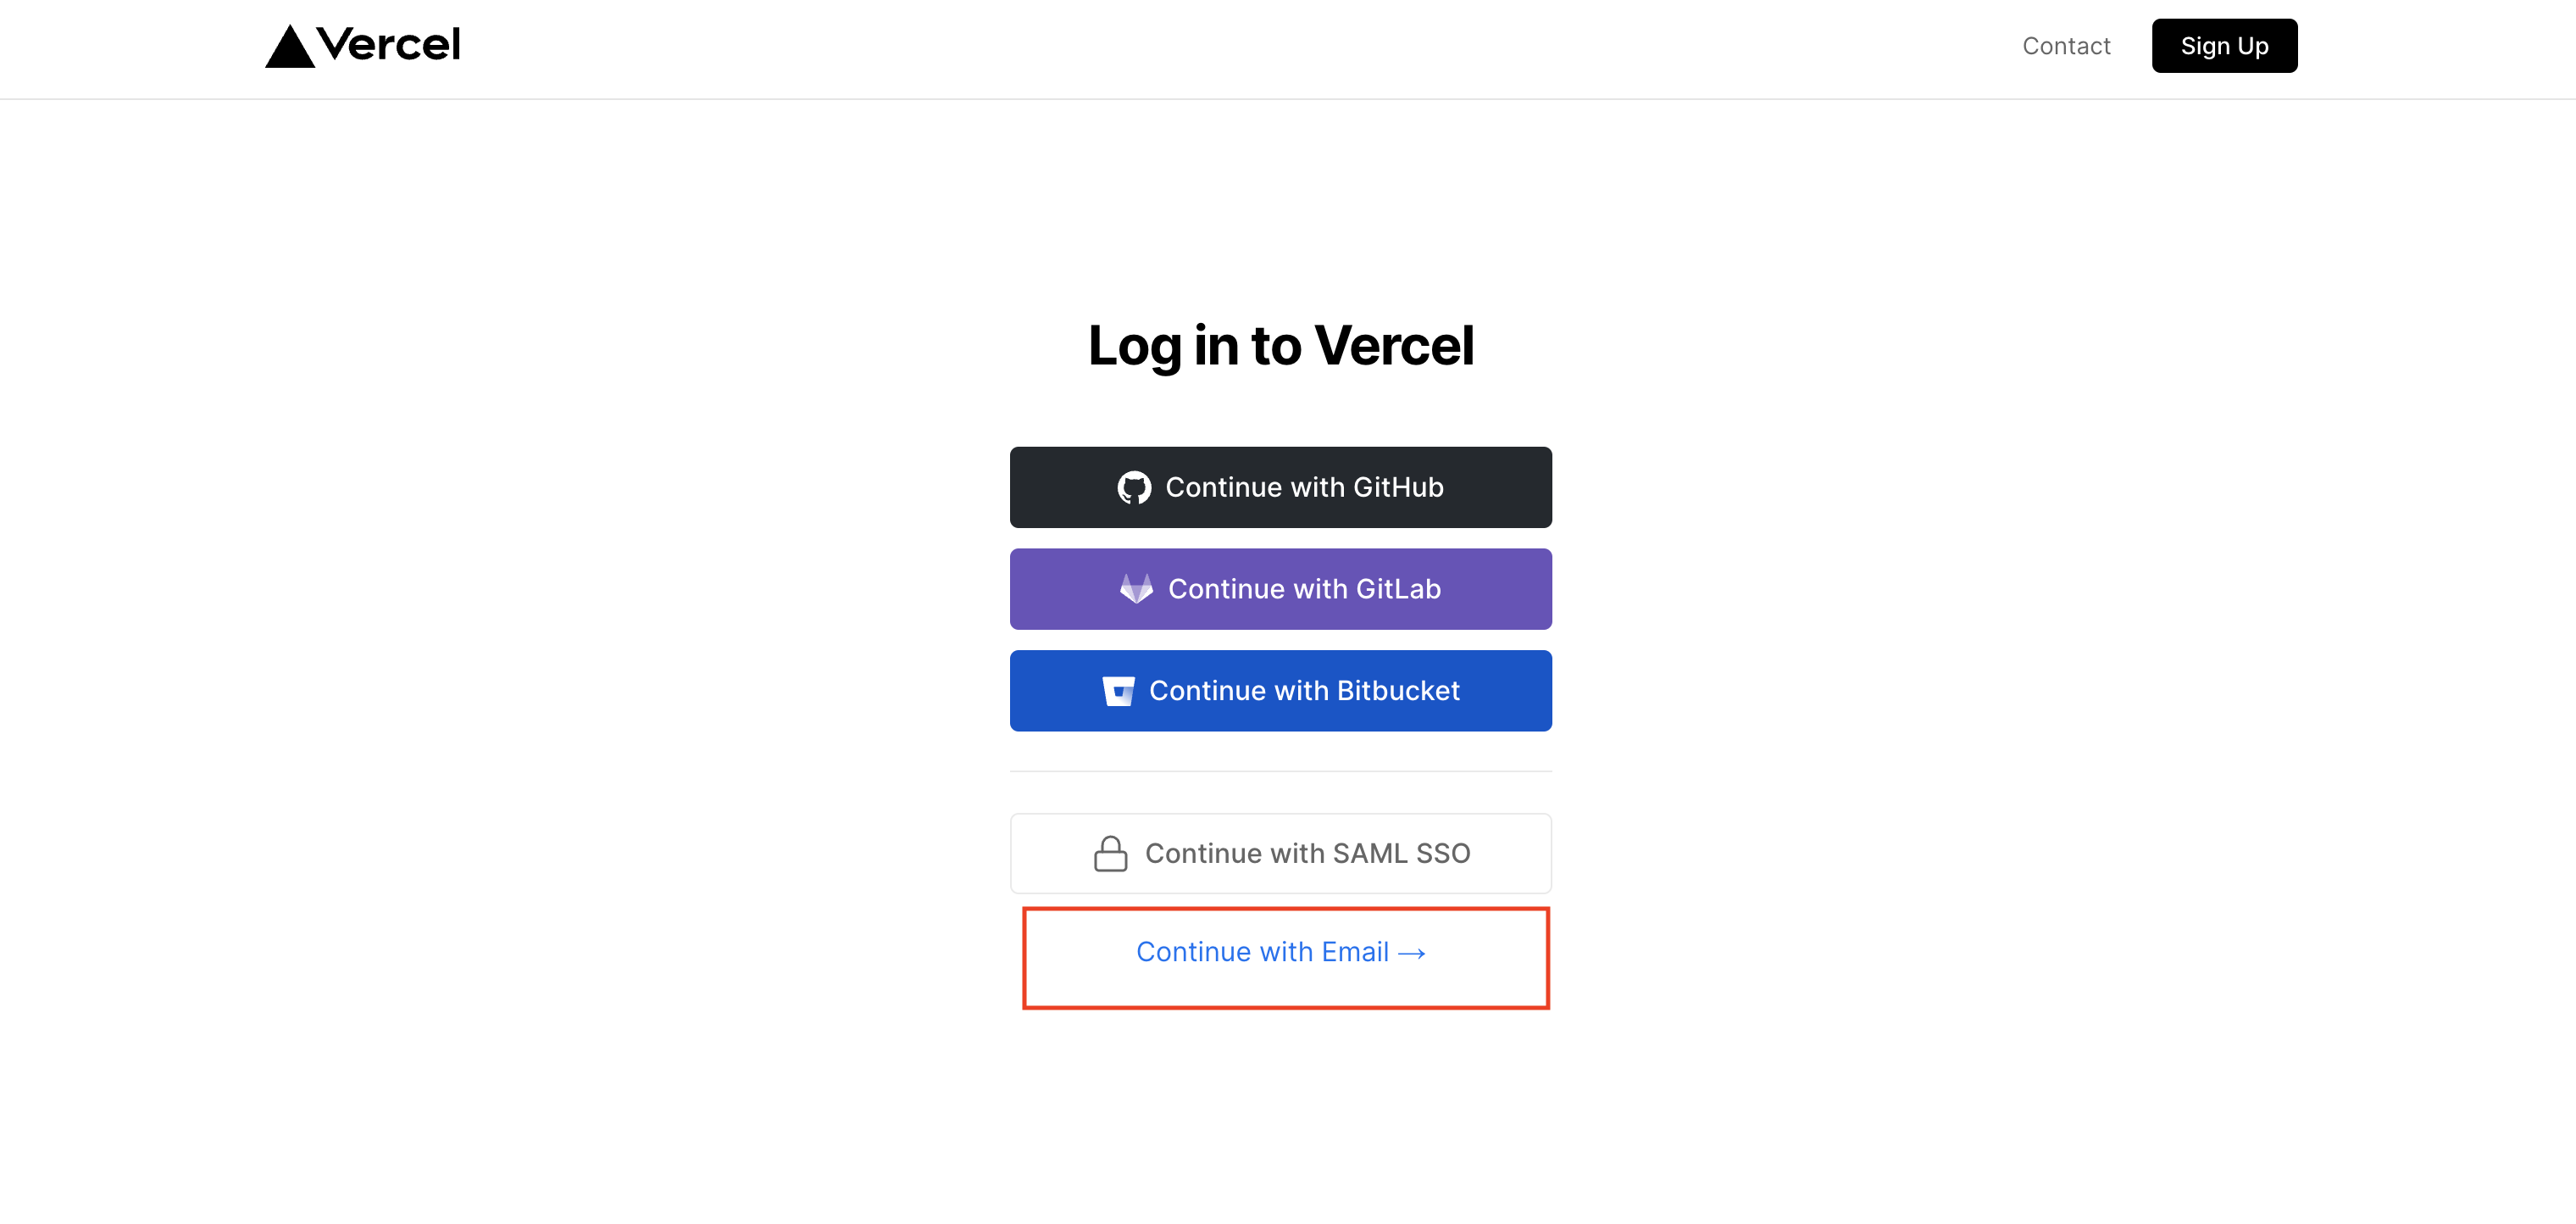 Vercel
Contact
Sign Up
Log in to Vercel
Continue with GitHub
Continue with GitLab
Continue with Bitbucket
Continue with SAML SSO
Continue with Email →